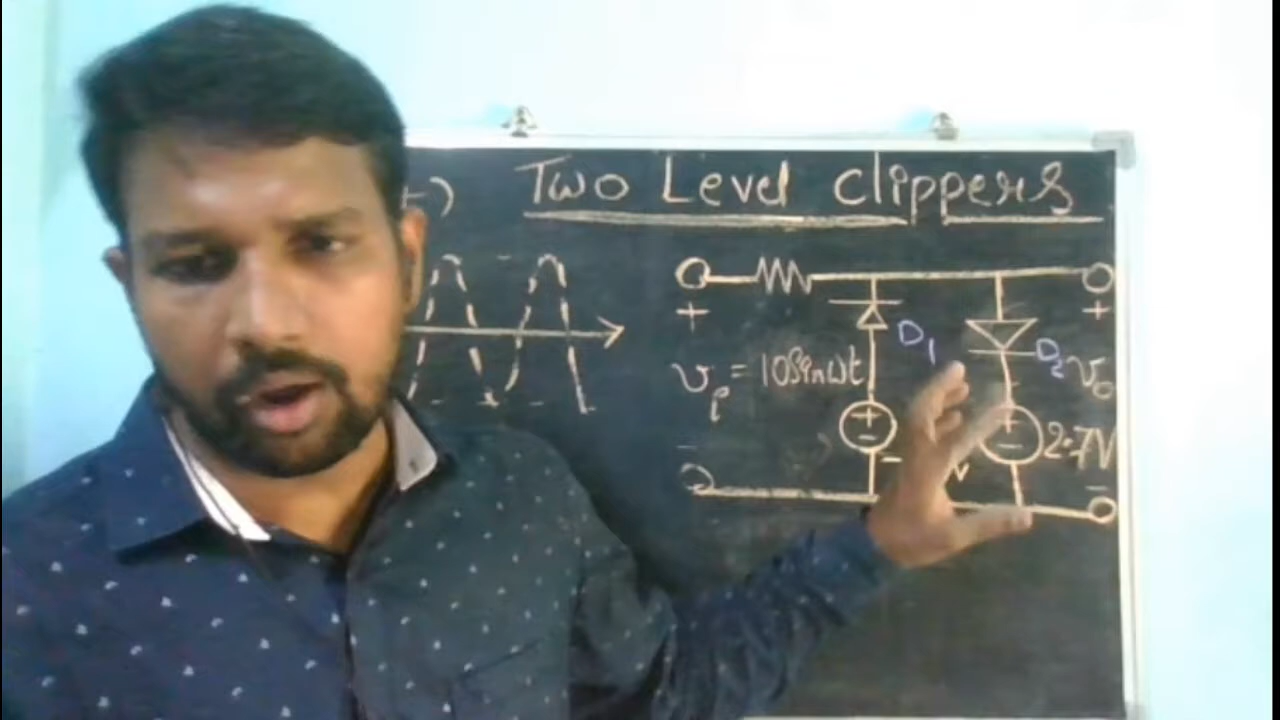 Two Level Clippers
t)
+
+
D1
D2
vi = 10Sinωt
vo
+
-
+
-
2.7V
-
V
-
-